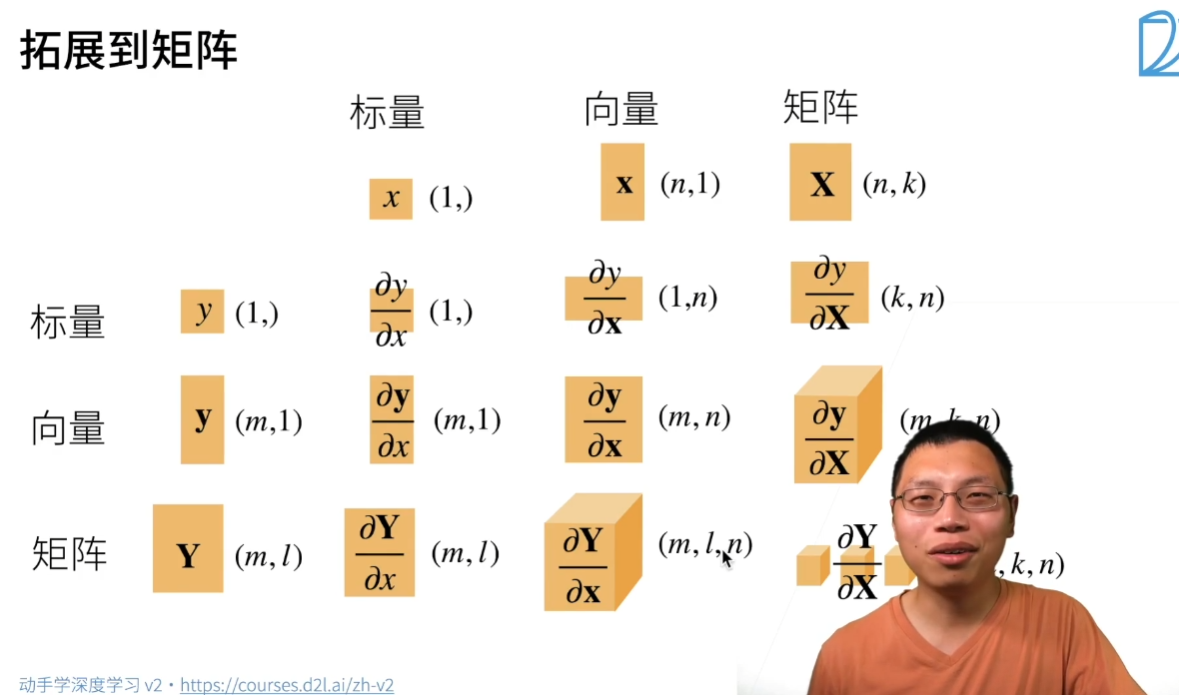 拓展到矩阵
标量 向量 矩阵
x (1,) 𝐱 (n,1) 𝐗 (n, k)
标量 y (1,) ∂y/∂x (1,) ∂y/∂𝐱 (1,n) ∂y/∂𝐗 (k, n)
向量 𝐲 (m,1) ∂𝐲/∂x (m,1) ∂𝐲/∂𝐱 (m, n) ∂𝐲/∂𝐗 (m, k, n)
矩阵 𝐘 (m, l) ∂𝐘/∂x (m, l) ∂𝐘/∂𝐱 (m, l, n) ∂𝐘/∂𝐗 , k, n)
动手学深度学习 v2・https://courses.d2l.ai/zh-v2